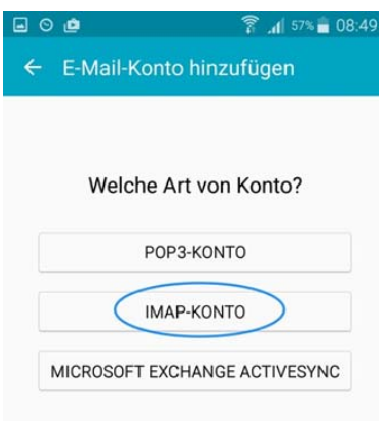 57% 08:49
E-Mail-Konto hinzufügen
Welche Art von Konto?
POP3-KONTO
IMAP-KONTO
MICROSOFT EXCHANGE ACTIVESYNC